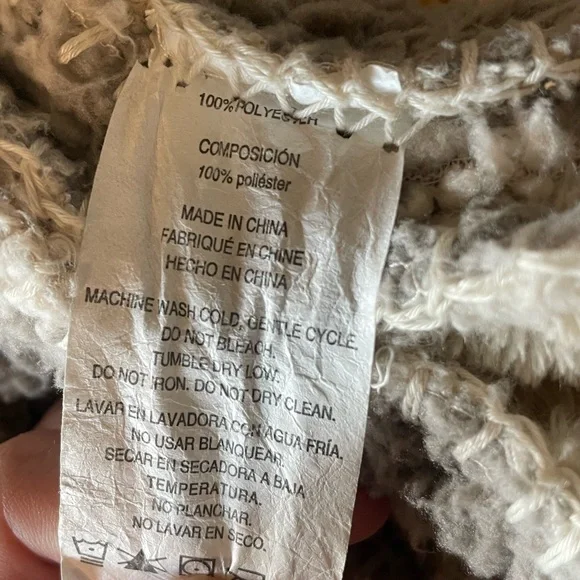 100% POLYESTER
COMPOSICIÓN
100% poliéster
MADE IN CHINA
FABRIQUÉ EN CHINE
HECHO EN CHINA
MACHINE WASH COLD, GENTLE CYCLE.
DO NOT BLEACH.
TUMBLE DRY LOW.
DO NOT IRON. DO NOT DRY CLEAN.
LAVAR EN LAVADORA CON AGUA FRÍA.
NO USAR BLANQUEAR.
SECAR EN SECADORA A BAJA
TEMPERATURA.
NO PLANCHAR.
NO LAVAR EN SECO.